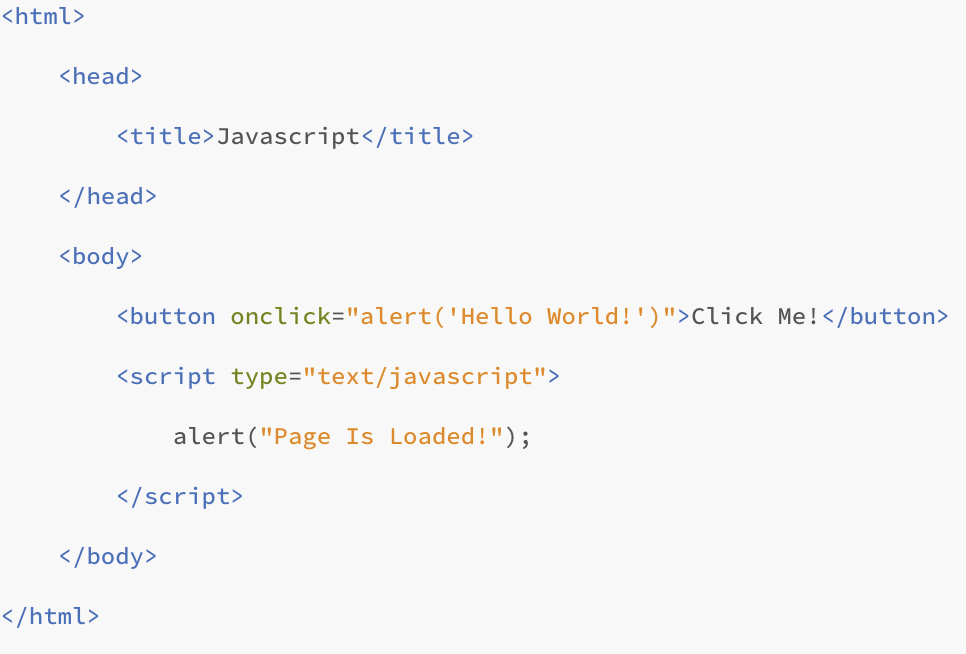 <html>
<head>
<title>Javascript</title>
</head>
<body>
<button onclick="alert('Hello World!')">Click Me!</button>
<script type="text/javascript">
alert("Page Is Loaded!");
</script>
</body>
</html>